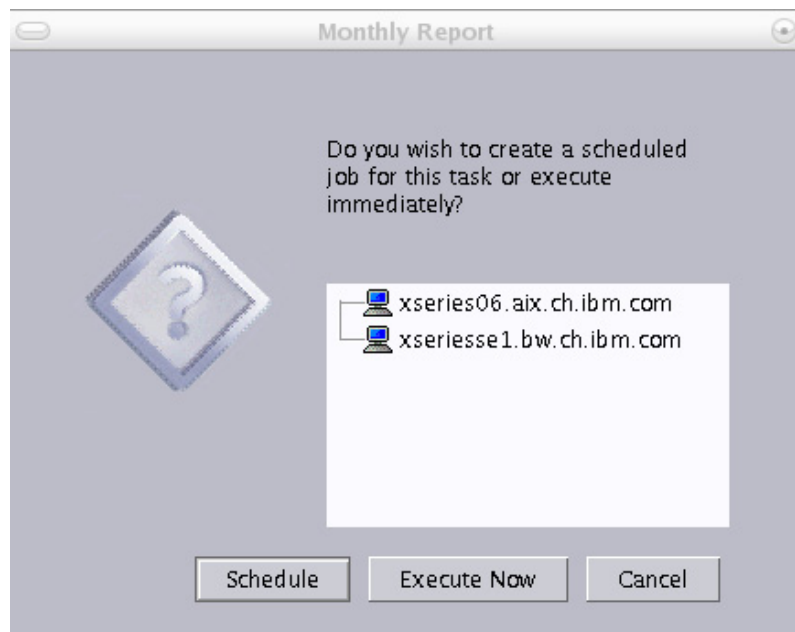 Monthly Report
Do you wish to create a scheduled
job for this task or execute
immediately?
xseries06.aix.ch.ibm.com
xseriesse1.bw.ch.ibm.com
Schedule
Execute Now
Cancel